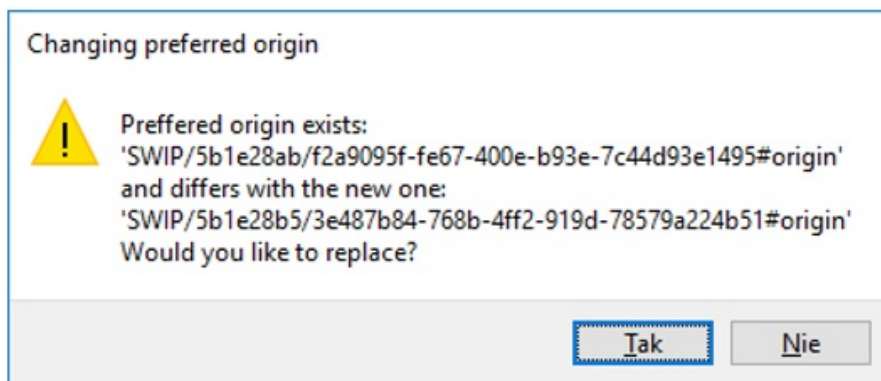 Changing preferred origin
Preffered origin exists:
'SWIP/5b1e28ab/f2a9095f-fe67-400e-b93e-7c44d93e1495#origin'
and differs with the new one:
'SWIP/5b1e28b5/3e487b84-768b-4ff2-919d-78579a224b51#origin'
Would you like to replace?
Tak
Nie